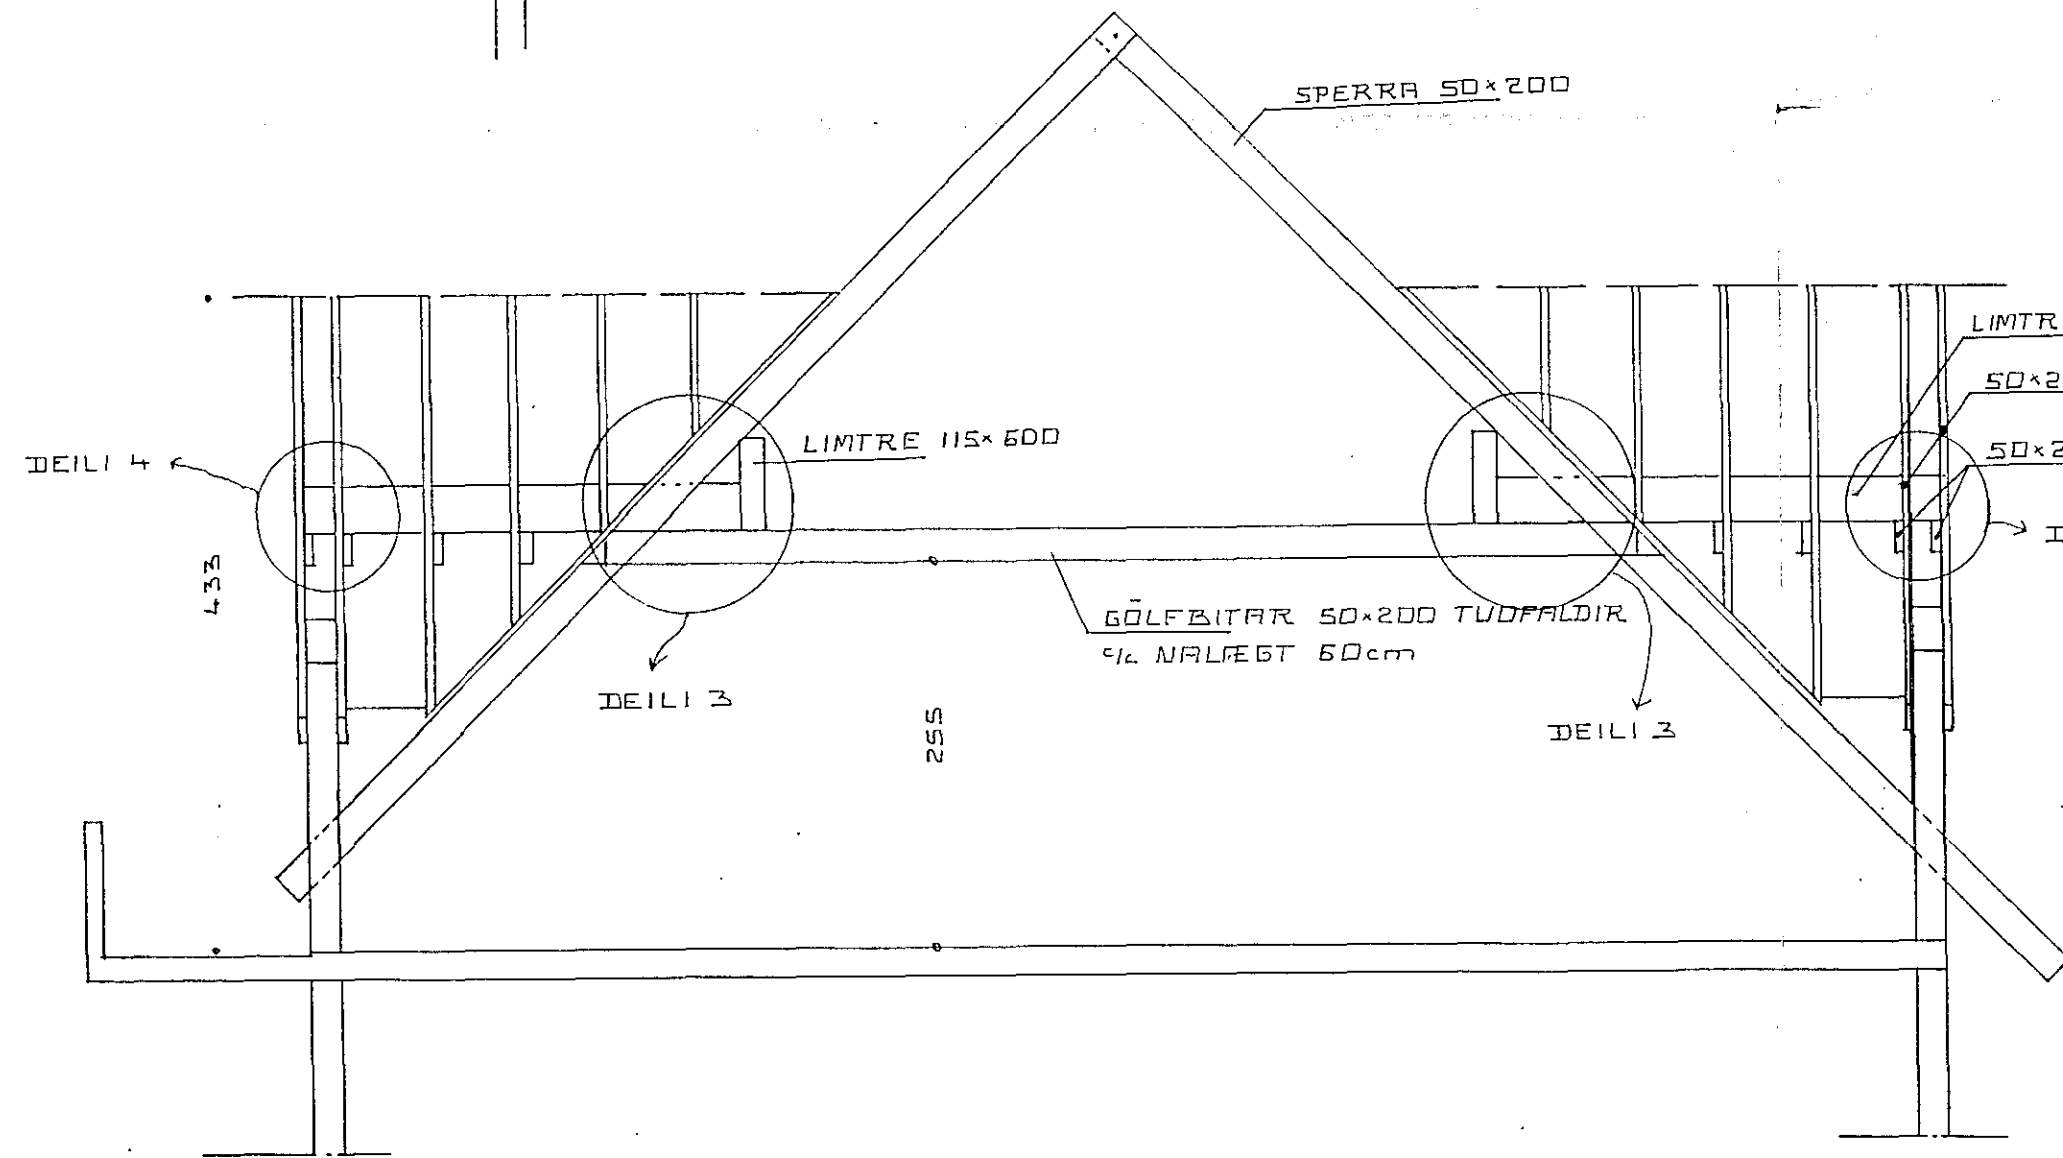 SPERRA 50×200
LIMTR
50×2
50×2
LIMTRE 115×600
DEILI 4
433
GÓLFBITAR 50×200 TVÖFALDIR
c/c NALÆGT 60cm
DEILI 3
255
DEILI 3